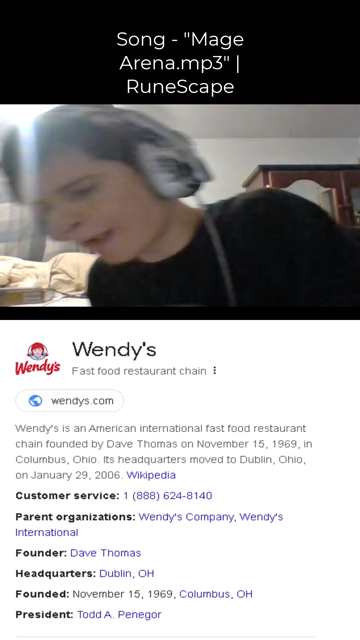 Song - "Mage
Arena.mp3" |
RuneScape
Wendy's
Wendy's
Fast food restaurant chain
wendys.com
Wendy's is an American international fast food restaurant
chain founded by Dave Thomas on November 15, 1969, in
Columbus, Ohio. Its headquarters moved to Dublin, Ohio,
on January 29, 2006. Wikipedia
Customer service: 1 (888) 624-8140
Parent organizations: Wendy's Company, Wendy's
International
Founder: Dave Thomas
Headquarters: Dublin, OH
Founded: November 15, 1969, Columbus, OH
President: Todd A. Penegor